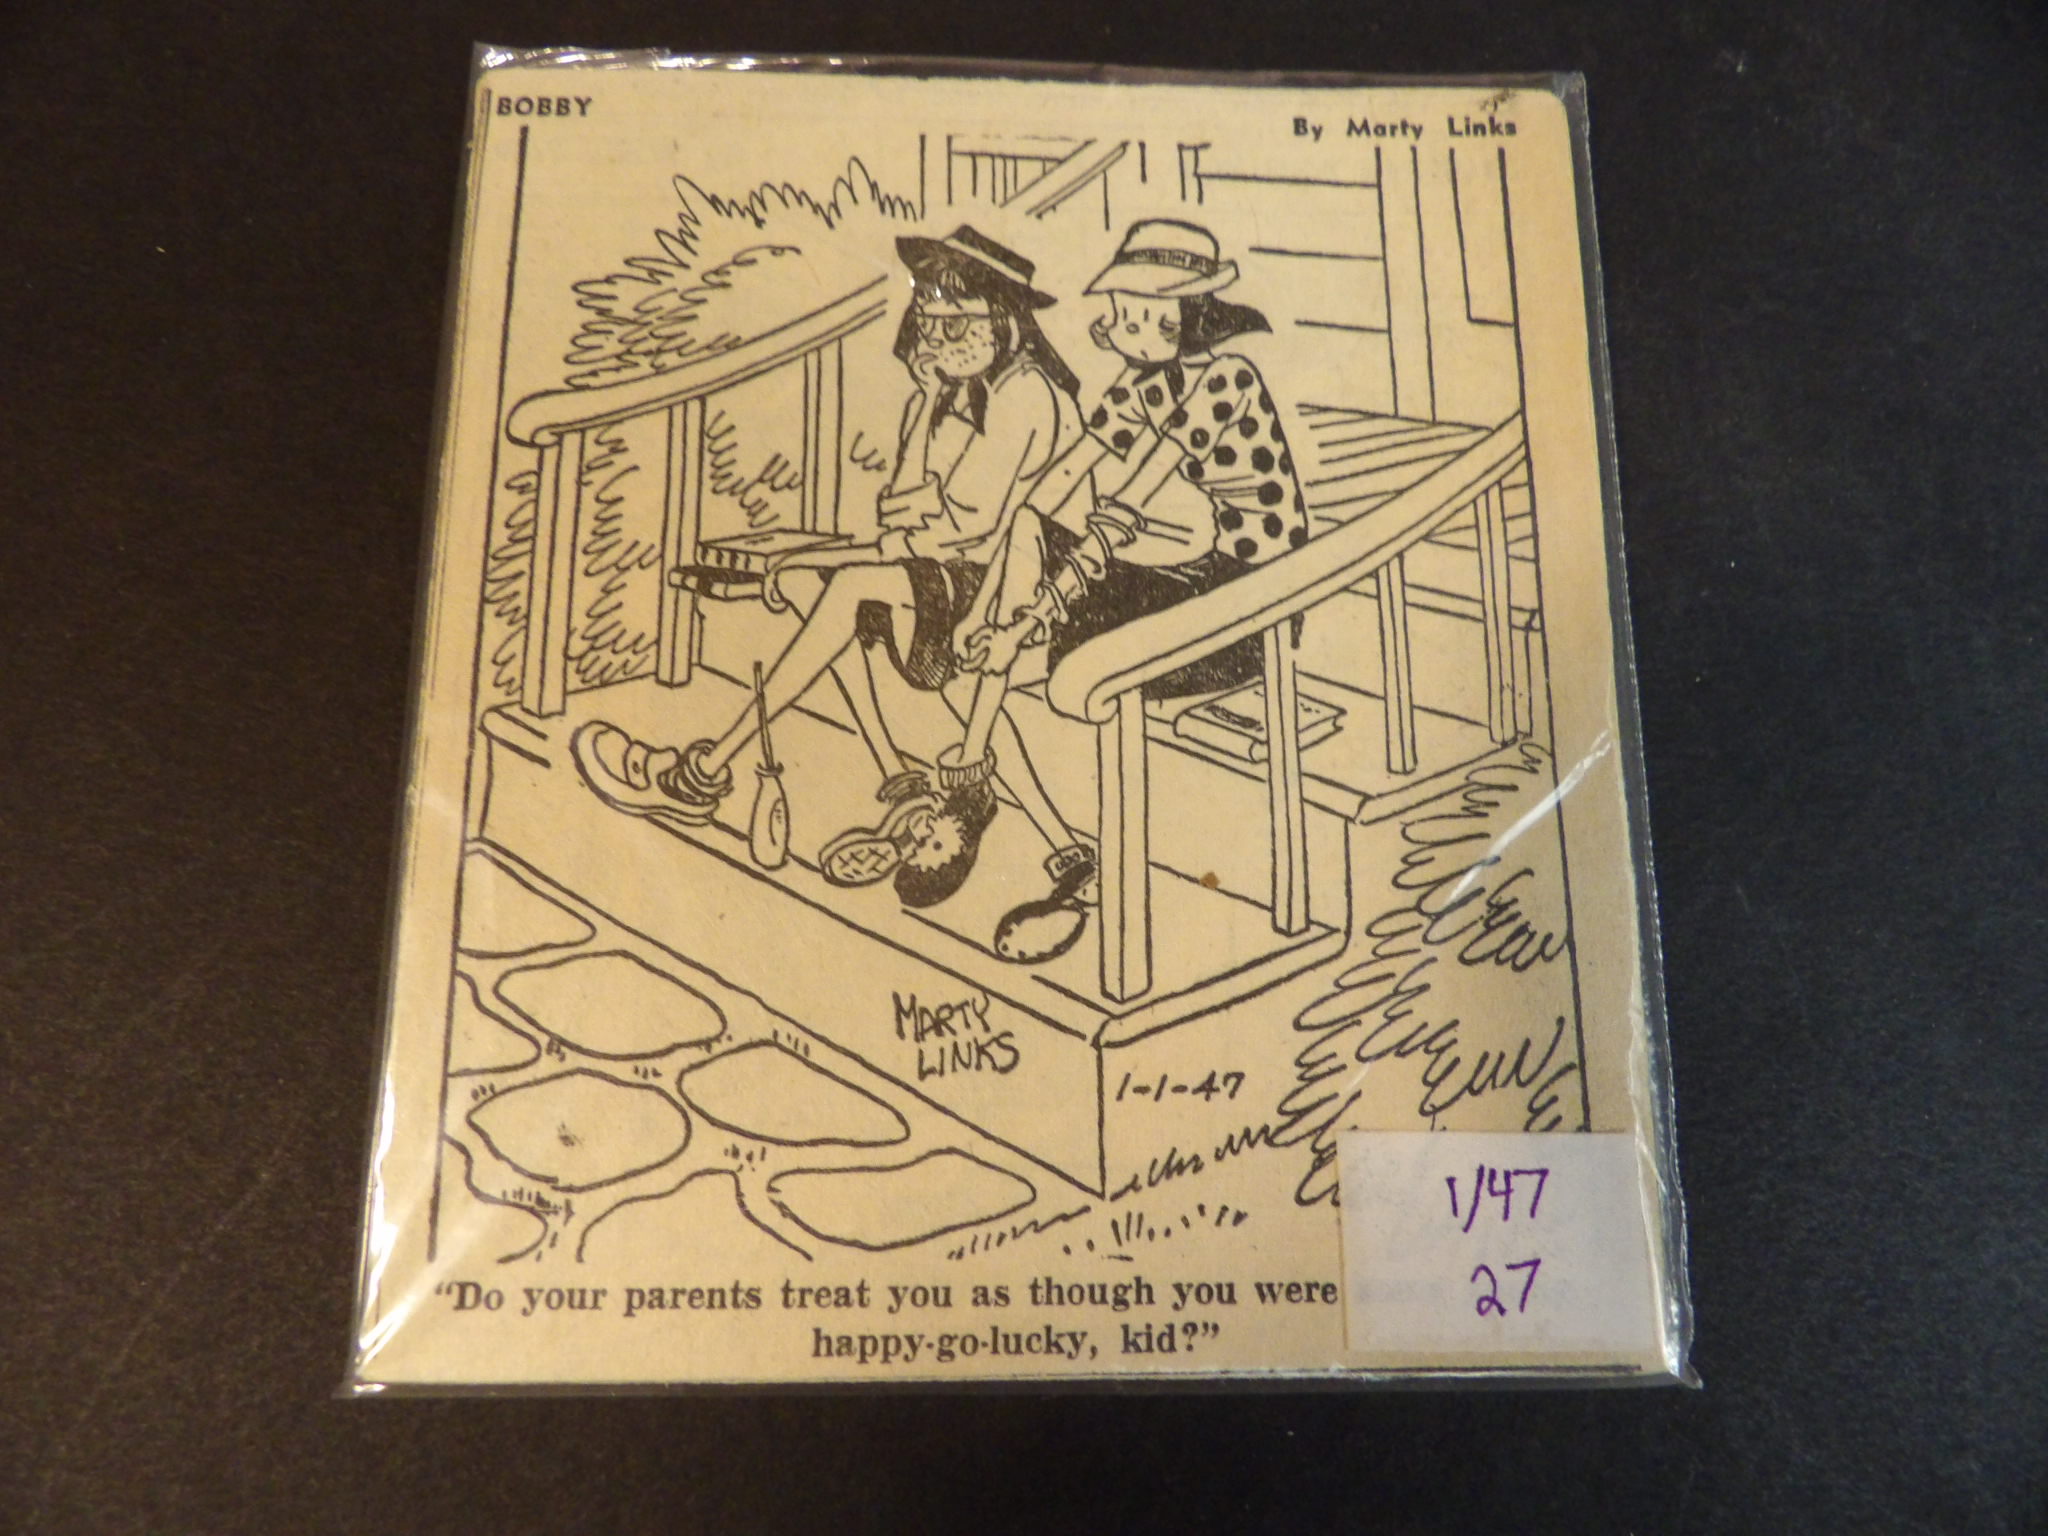 BOBBY
By Marty Links
MARTY
LINKS
1-1-47
1/47
27
"Do your parents treat you as though you were
happy-go-lucky, kid?"